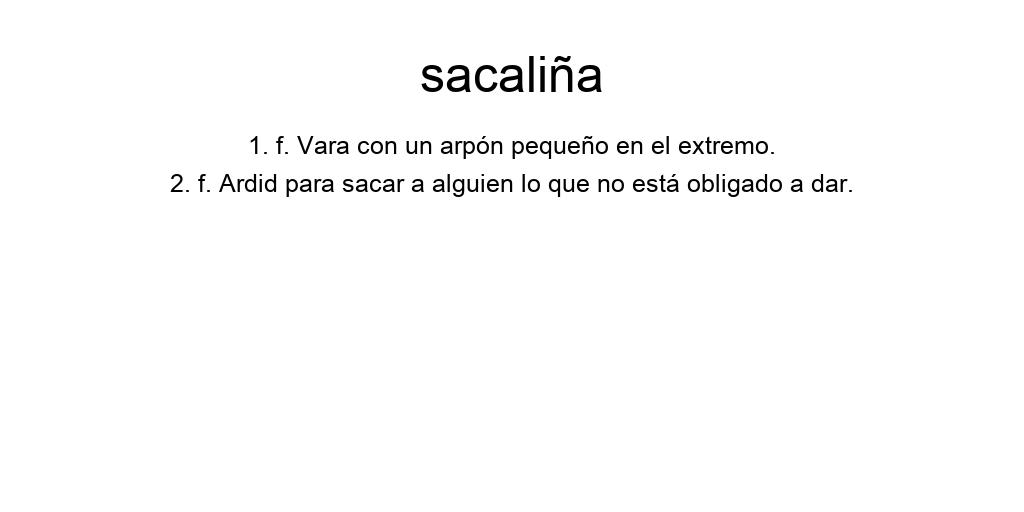 sacaliña
1. f. Vara con un arpón pequeño en el extremo.
2. f. Ardid para sacar a alguien lo que no está obligado a dar.